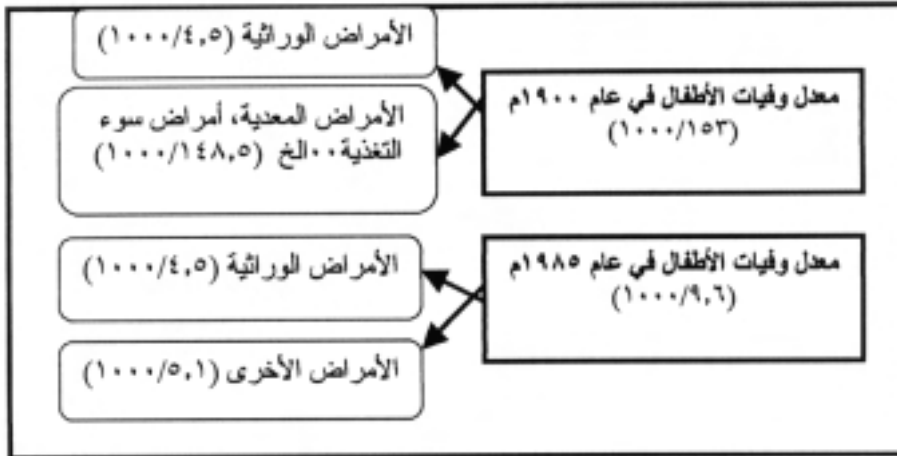 معدل وفيات الأطفال في عام ١٩٠٠م
(١٠٠٠/١٥٣)
الأمراض الوراثية (١٠٠٠/٤,٥)
الأمراض المعدية، أمراض سوء
التغذية٠٠الخ (١٠٠٠/١٤٨,٥)
معدل وفيات الأطفال في عام ١٩٨٥م
(١٠٠٠/٩,٦)
الأمراض الوراثية (١٠٠٠/٤,٥)
الأمراض الأخرى (١٠٠٠/٥,١)